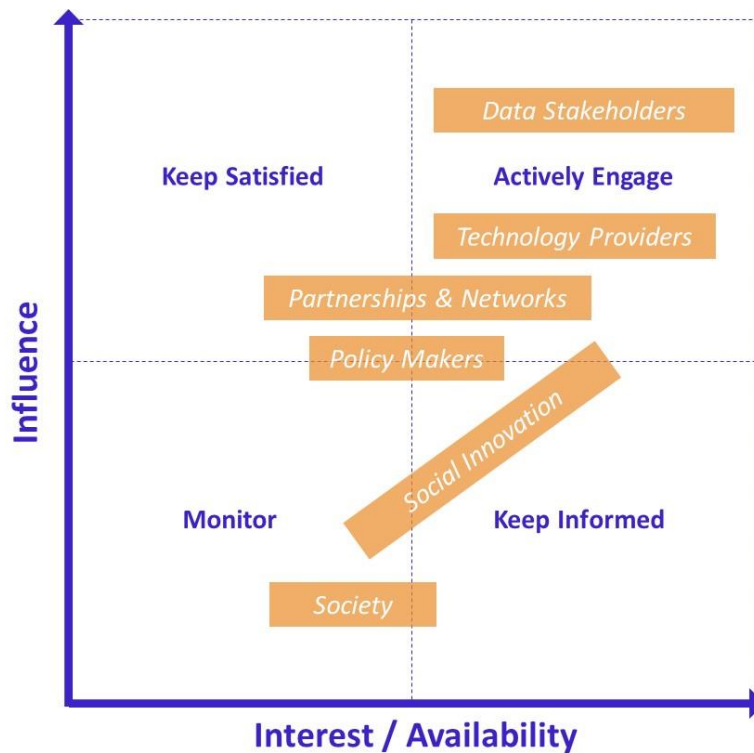 Data Stakeholders
Keep Satisfied
Actively Engage
Technology Providers
Partnerships & Networks
Policy Makers
Influence
Social Innovation
Monitor
Keep Informed
Society
Interest / Availability